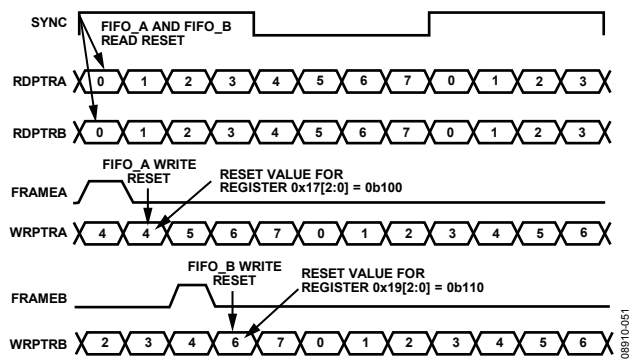 SYNC
FIFO_A AND FIFO_B
READ RESET
RDPTRA 0 1 2 3 4 5 6 7 0 1 2 3
RDPTRB 0 1 2 3 4 5 6 7 0 1 2 3
FIFO_A WRITE
RESET
RESET VALUE FOR
REGISTER 0x17[2:0] = 0b100
FRAMEA
WRPTRA 4 4 5 6 7 0 1 2 3 4 5 6
FIFO_B WRITE
RESET
RESET VALUE FOR
REGISTER 0x19[2:0] = 0b110
FRAMEB
WRPTRB 2 3 4 6 7 0 1 2 3 4 5 6
08910-051